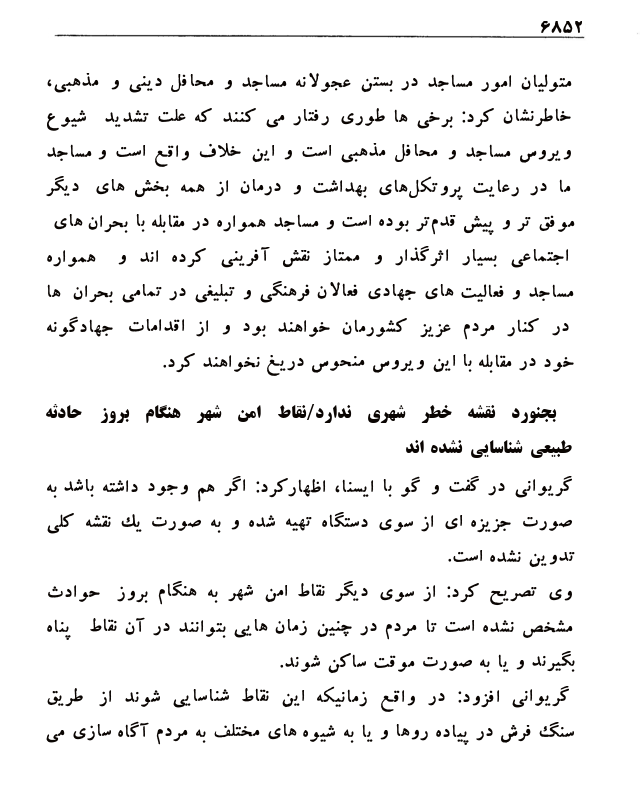 ۶۸۵۲
متولیان امور مساجد در بستن عجولانه مساجد و محافل دینی و مذهبی،
خاطرنشان کرد: برخی ها طوری رفتار می کنند که علت تشدید شیوع
ویروس مساجد و محافل مذهبی است و این خلاف واقع است و مساجد
ما در رعایت پروتکل‌های بهداشت و درمان از همه بخش های دیگر
موفق تر و پیش قدم‌تر بوده است و مساجد همواره در مقابله با بحران های
اجتماعی بسیار اثرگذار و ممتاز نقش آفرینی کرده اند و همواره
مساجد و فعالیت های جهادی فعالان فرهنگی و تبلیغی در تمامی بحران ها
در کنار مردم عزیز کشورمان خواهند بود و از اقدامات جهادگونه
خود در مقابله با این ویروس منحوس دریغ نخواهند کرد.
بجنورد نقشه خطر شهری ندارد/نقاط امن شهر هنگام بروز حادثه
طبیعی شناسایی نشده اند
گریوانی در گفت و گو با ایسنا، اظهارکرد: اگر هم وجود داشته باشد به
صورت جزیزه ای از سوی دستگاه تهیه شده و به صورت یك نقشه کلی
تدوین نشده است.
وی تصریح کرد: از سوی دیگر نقاط امن شهر به هنگام بروز حوادث
مشخص نشده است تا مردم در چنین زمان هایی بتوانند در آن نقاط پناه
بگیرند و یا به صورت موقت ساکن شوند.
گریوانی افزود: در واقع زمانیکه این نقاط شناسایی شوند از طریق
سنگ فرش در پیاده روها و یا به شیوه های مختلف به مردم آگاه سازی می